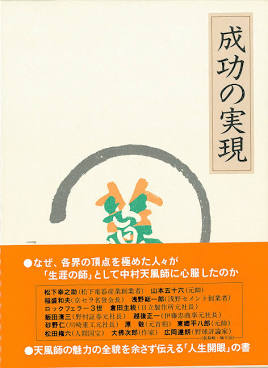 成功の実現
●なぜ、各界の頂点を極めた人々が
「生涯の師」として中村天風師に心服したのか
松下幸之助(松下電器産業創業者) 山本五十六(元帥)
稲盛和夫(京セラ名誉会長) 浅野総一郎(浅野セメント創業者)
ロックフェラー3世 倉田主税(日立製作所元社長)
飯田清三(野村証券元社長) 越後正一(伊藤忠商事元社長)
砂野仁(川崎重工元社長) 原敬(元首相) 東郷平八郎(元帥)
松田権六(人間国宝) 大佛次郎(作家) 広岡達朗(野球評論家)
●天風師の魅力の全貌を余さず伝える「人生開眼」の書